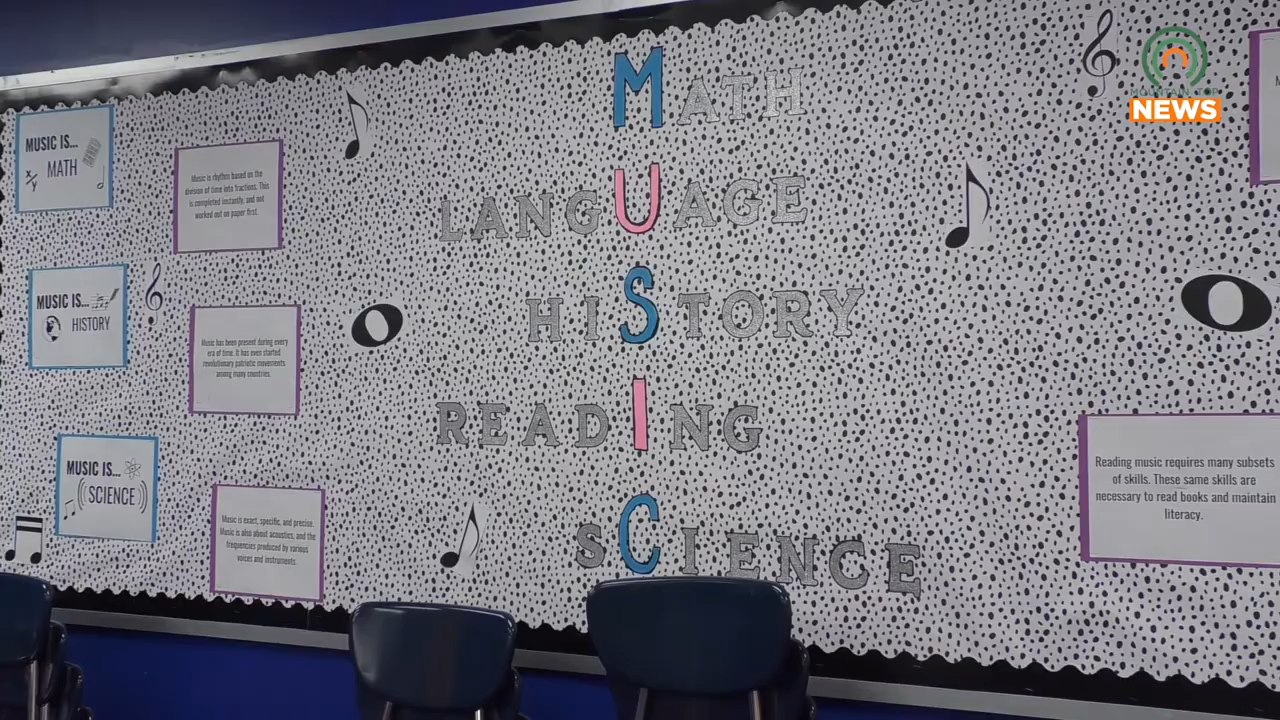 MOUNTAIN TOP
NEWS
MATH
LANGUAGE
HISTORY
READING
SCIENCE
MUSIC IS...
MATH
x/y
Music is rhythm based on the
division of time into fractions. This
is completed instantly, and not
worked out on paper first.
MUSIC IS...
HISTORY
Music has been present during every
era of time. It has even started
revolutionary patriotic movements
among many countries.
MUSIC IS...
SCIENCE
Music is exact, specific, and precise.
Music is also about acoustics, and the
frequencies produced by various
voices and instruments.
Reading music requires many subsets
of skills. These same skills are
necessary to read books and maintain
literacy.